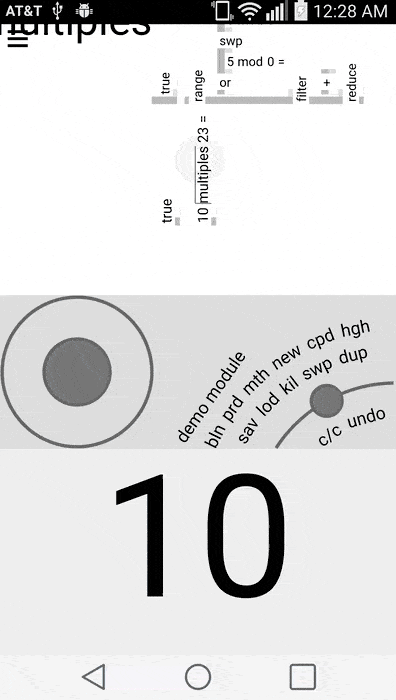 AT&T 12:28 AM
multiples
swp
5 mod 0 =
or
true
range
filter
+
reduce
10 multiples 23 =
true
demo module
bln prd mth new cpd hgh
sav lod kil swp dup
c/c undo
10